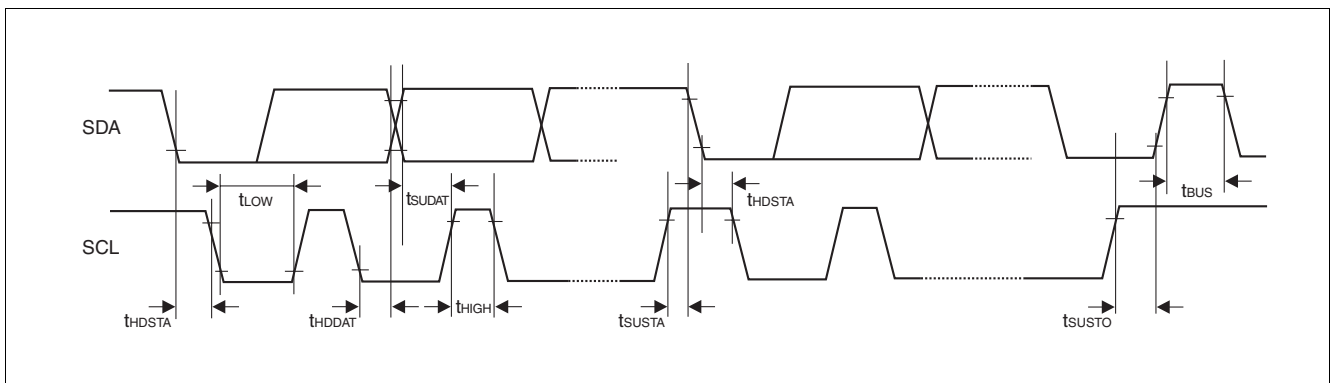 SDA
tLOW
tSUDAT
tHDSTA
tBUS
SCL
tHDSTA
tHDDAT
tHIGH
tSUSTA
tSUSTO